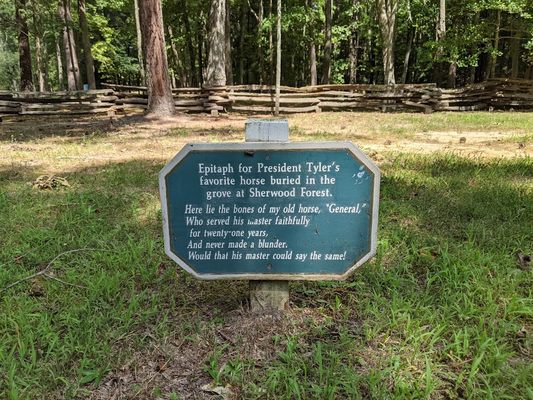 Epitaph for President Tyler's
favorite horse buried in the
grove at Sherwood Forest.
Here lie the bones of my old horse, "General,"
Who served his master faithfully
for twenty-one years,
And never made a blunder.
Would that his master could say the same!